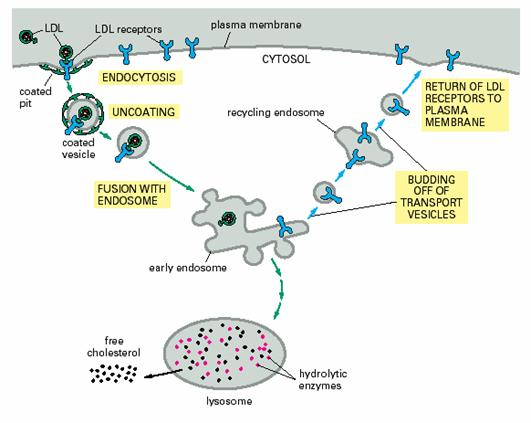 LDL
LDL receptors
plasma membrane
CYTOSOL
ENDOCYTOSIS
coated
pit
UNCOATING
coated
vesicle
recycling endosome
RETURN OF LDL
RECEPTORS TO
PLASMA
MEMBRANE
FUSION WITH
ENDOSOME
BUDDING
OFF OF
TRANSPORT
VESICLES
early endosome
free
cholesterol
hydrolytic
enzymes
lysosome